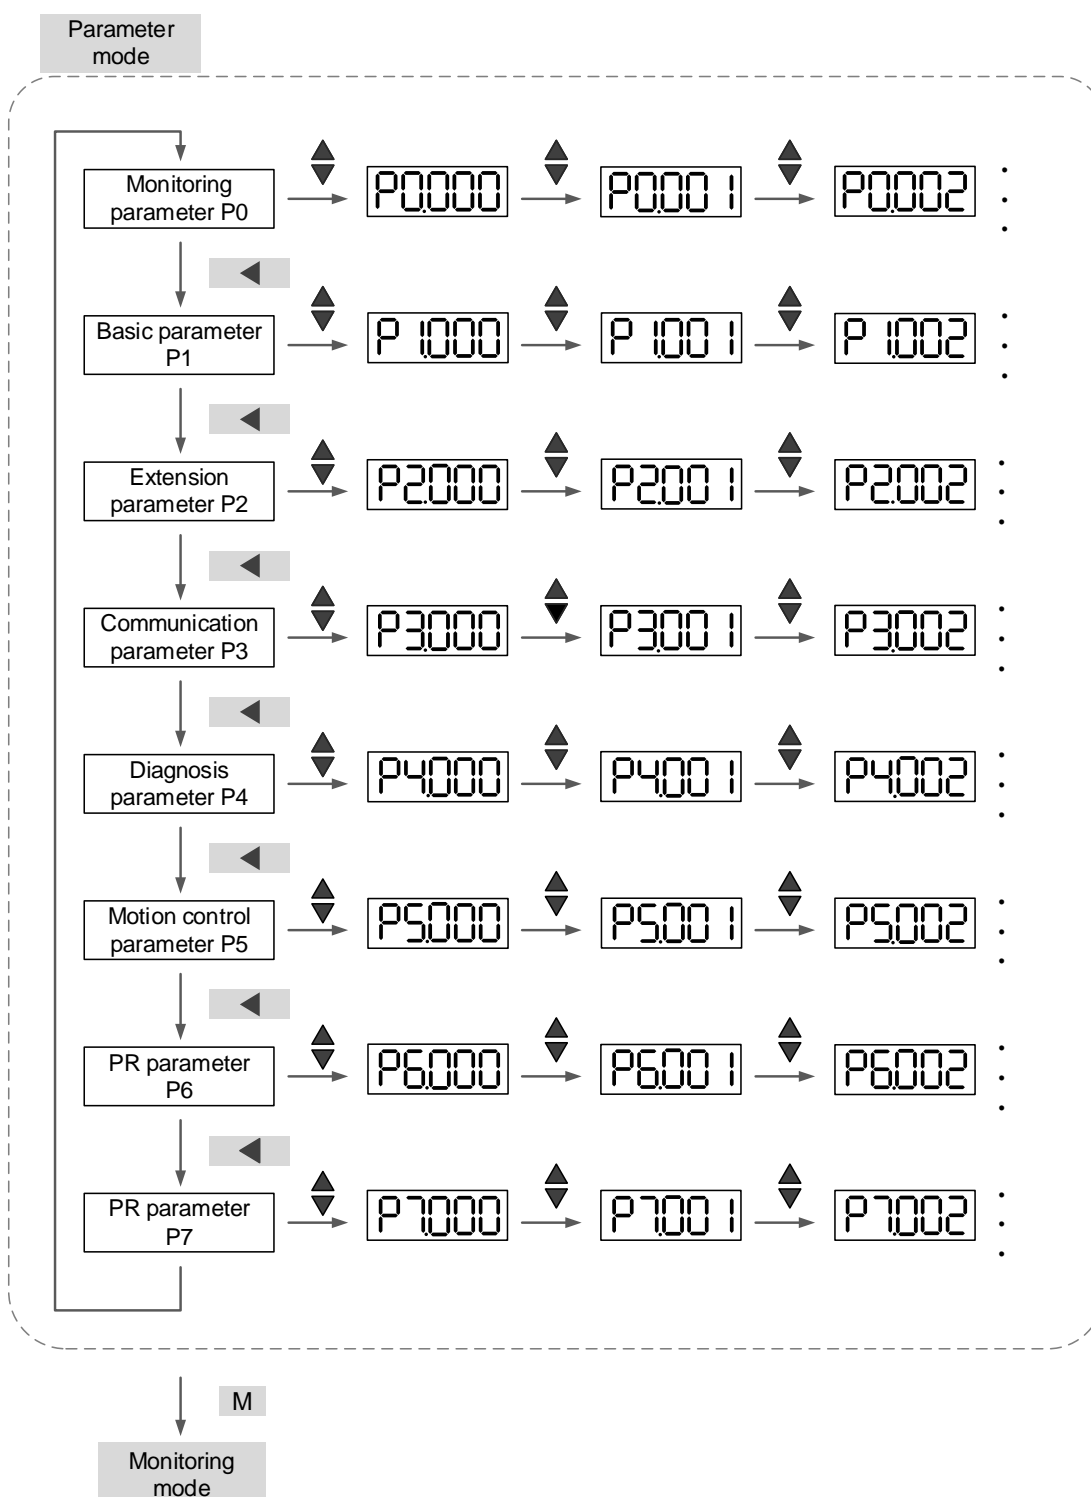 Parameter
mode
Monitoring
parameter P0
P0.000
P0.001
P0.002
Basic parameter
P1
P1.000
P1.001
P1.002
Extension
parameter P2
P2.000
P2.001
P2.002
Communication
parameter P3
P3.000
P3.001
P3.002
Diagnosis
parameter P4
P4.000
P4.001
P4.002
Motion control
parameter P5
P5.000
P5.001
P5.002
PR parameter
P6
P6.000
P6.001
P6.002
PR parameter
P7
P7.000
P7.001
P7.002
M
Monitoring
mode